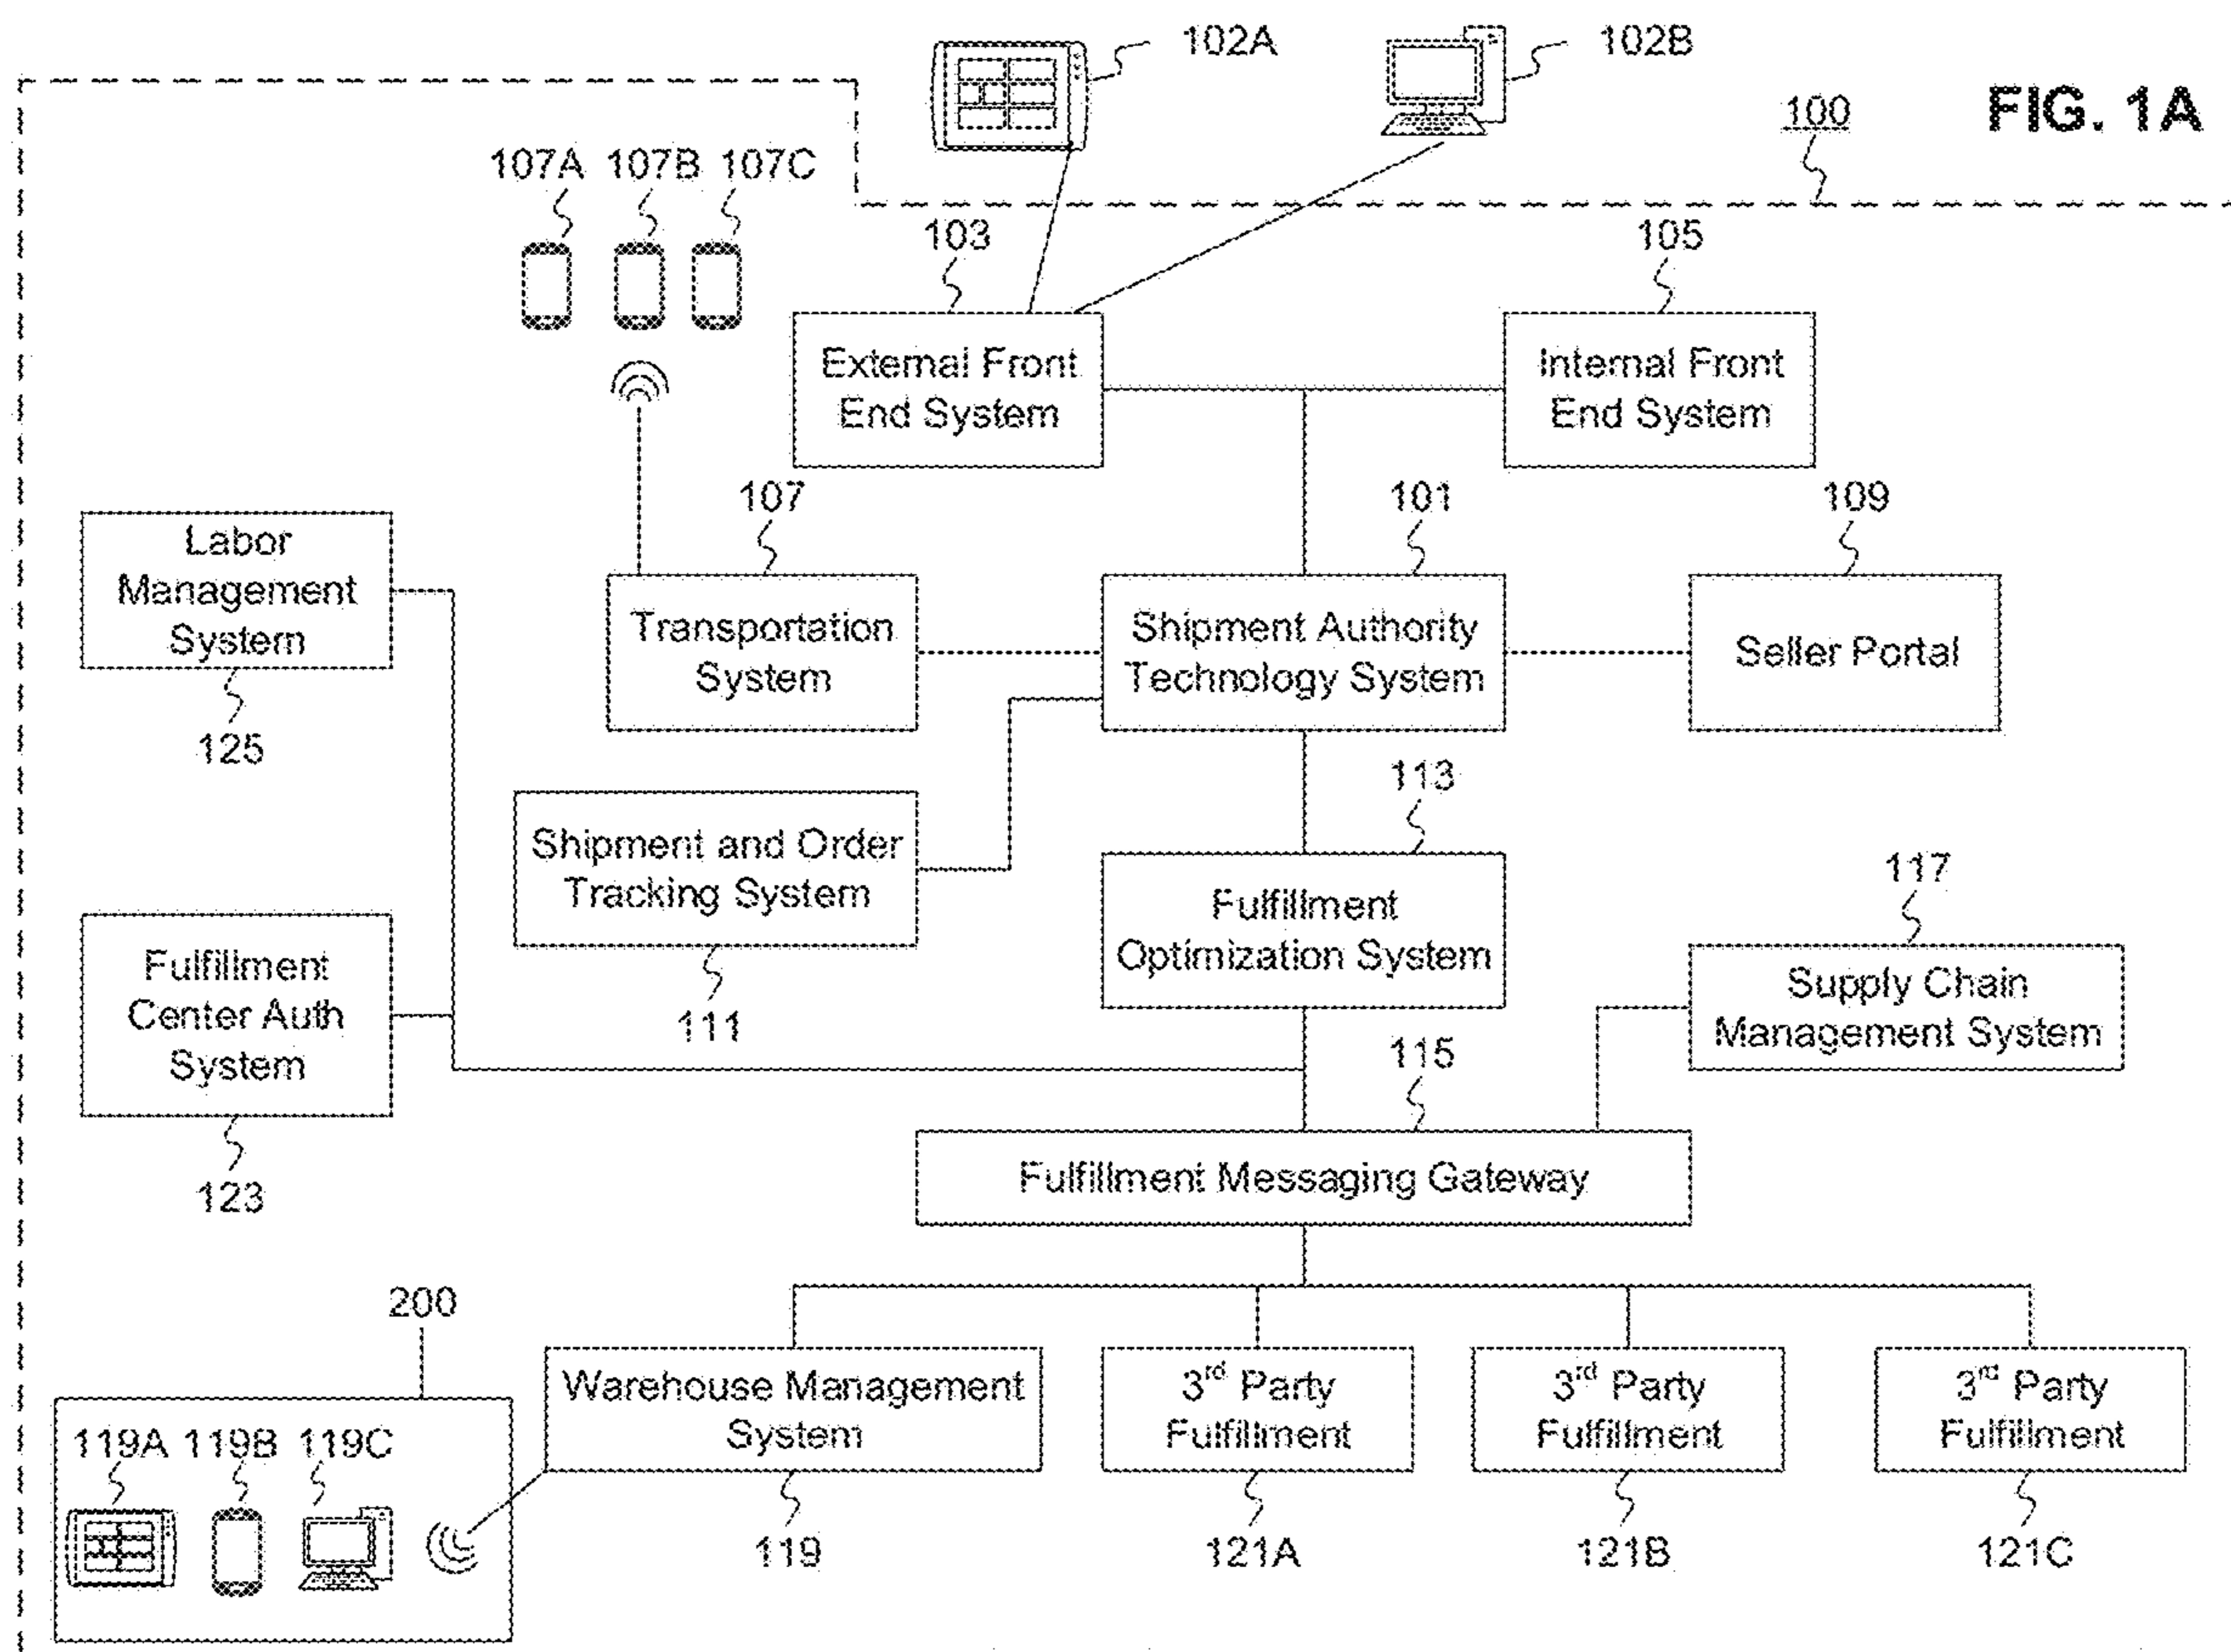 102A
102B
FIG. 1A
100
107A 107B 107C
103
105
External Front
End System
Internal Front
End System
107
101
109
Labor
Management
System
125
Transportation
System
Shipment Authority
Technology System
Seller Portal
113
Shipment and Order
Tracking System
111
Fulfillment
Optimization System
117
Supply Chain
Management System
Fulfillment
Center Auth
System
123
115
Fulfillment Messaging Gateway
200
119A 119B 119C
Warehouse Management
System
119
3rd Party
Fulfillment
121A
3rd Party
Fulfillment
121B
3rd Party
Fulfillment
121C